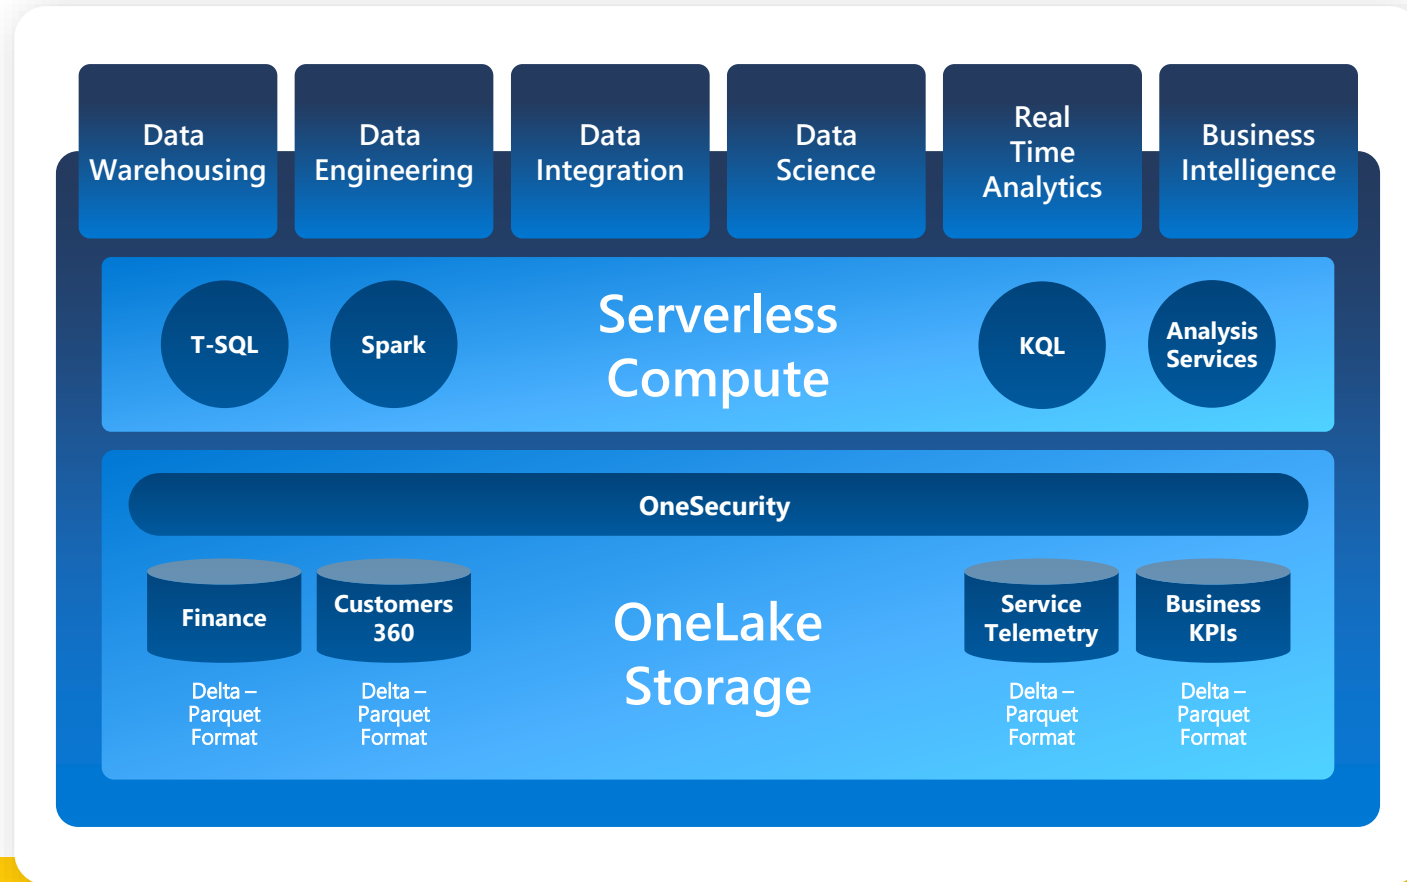 Data
Warehousing
Data
Engineering
Data
Integration
Data
Science
Real
Time
Analytics
Business
Intelligence
T-SQL
Spark
Serverless
Compute
KQL
Analysis
Services
OneSecurity
Finance
Customers
360
OneLake
Storage
Service
Telemetry
Business
KPIs
Delta –
Parquet
Format
Delta –
Parquet
Format
Delta –
Parquet
Format
Delta –
Parquet
Format